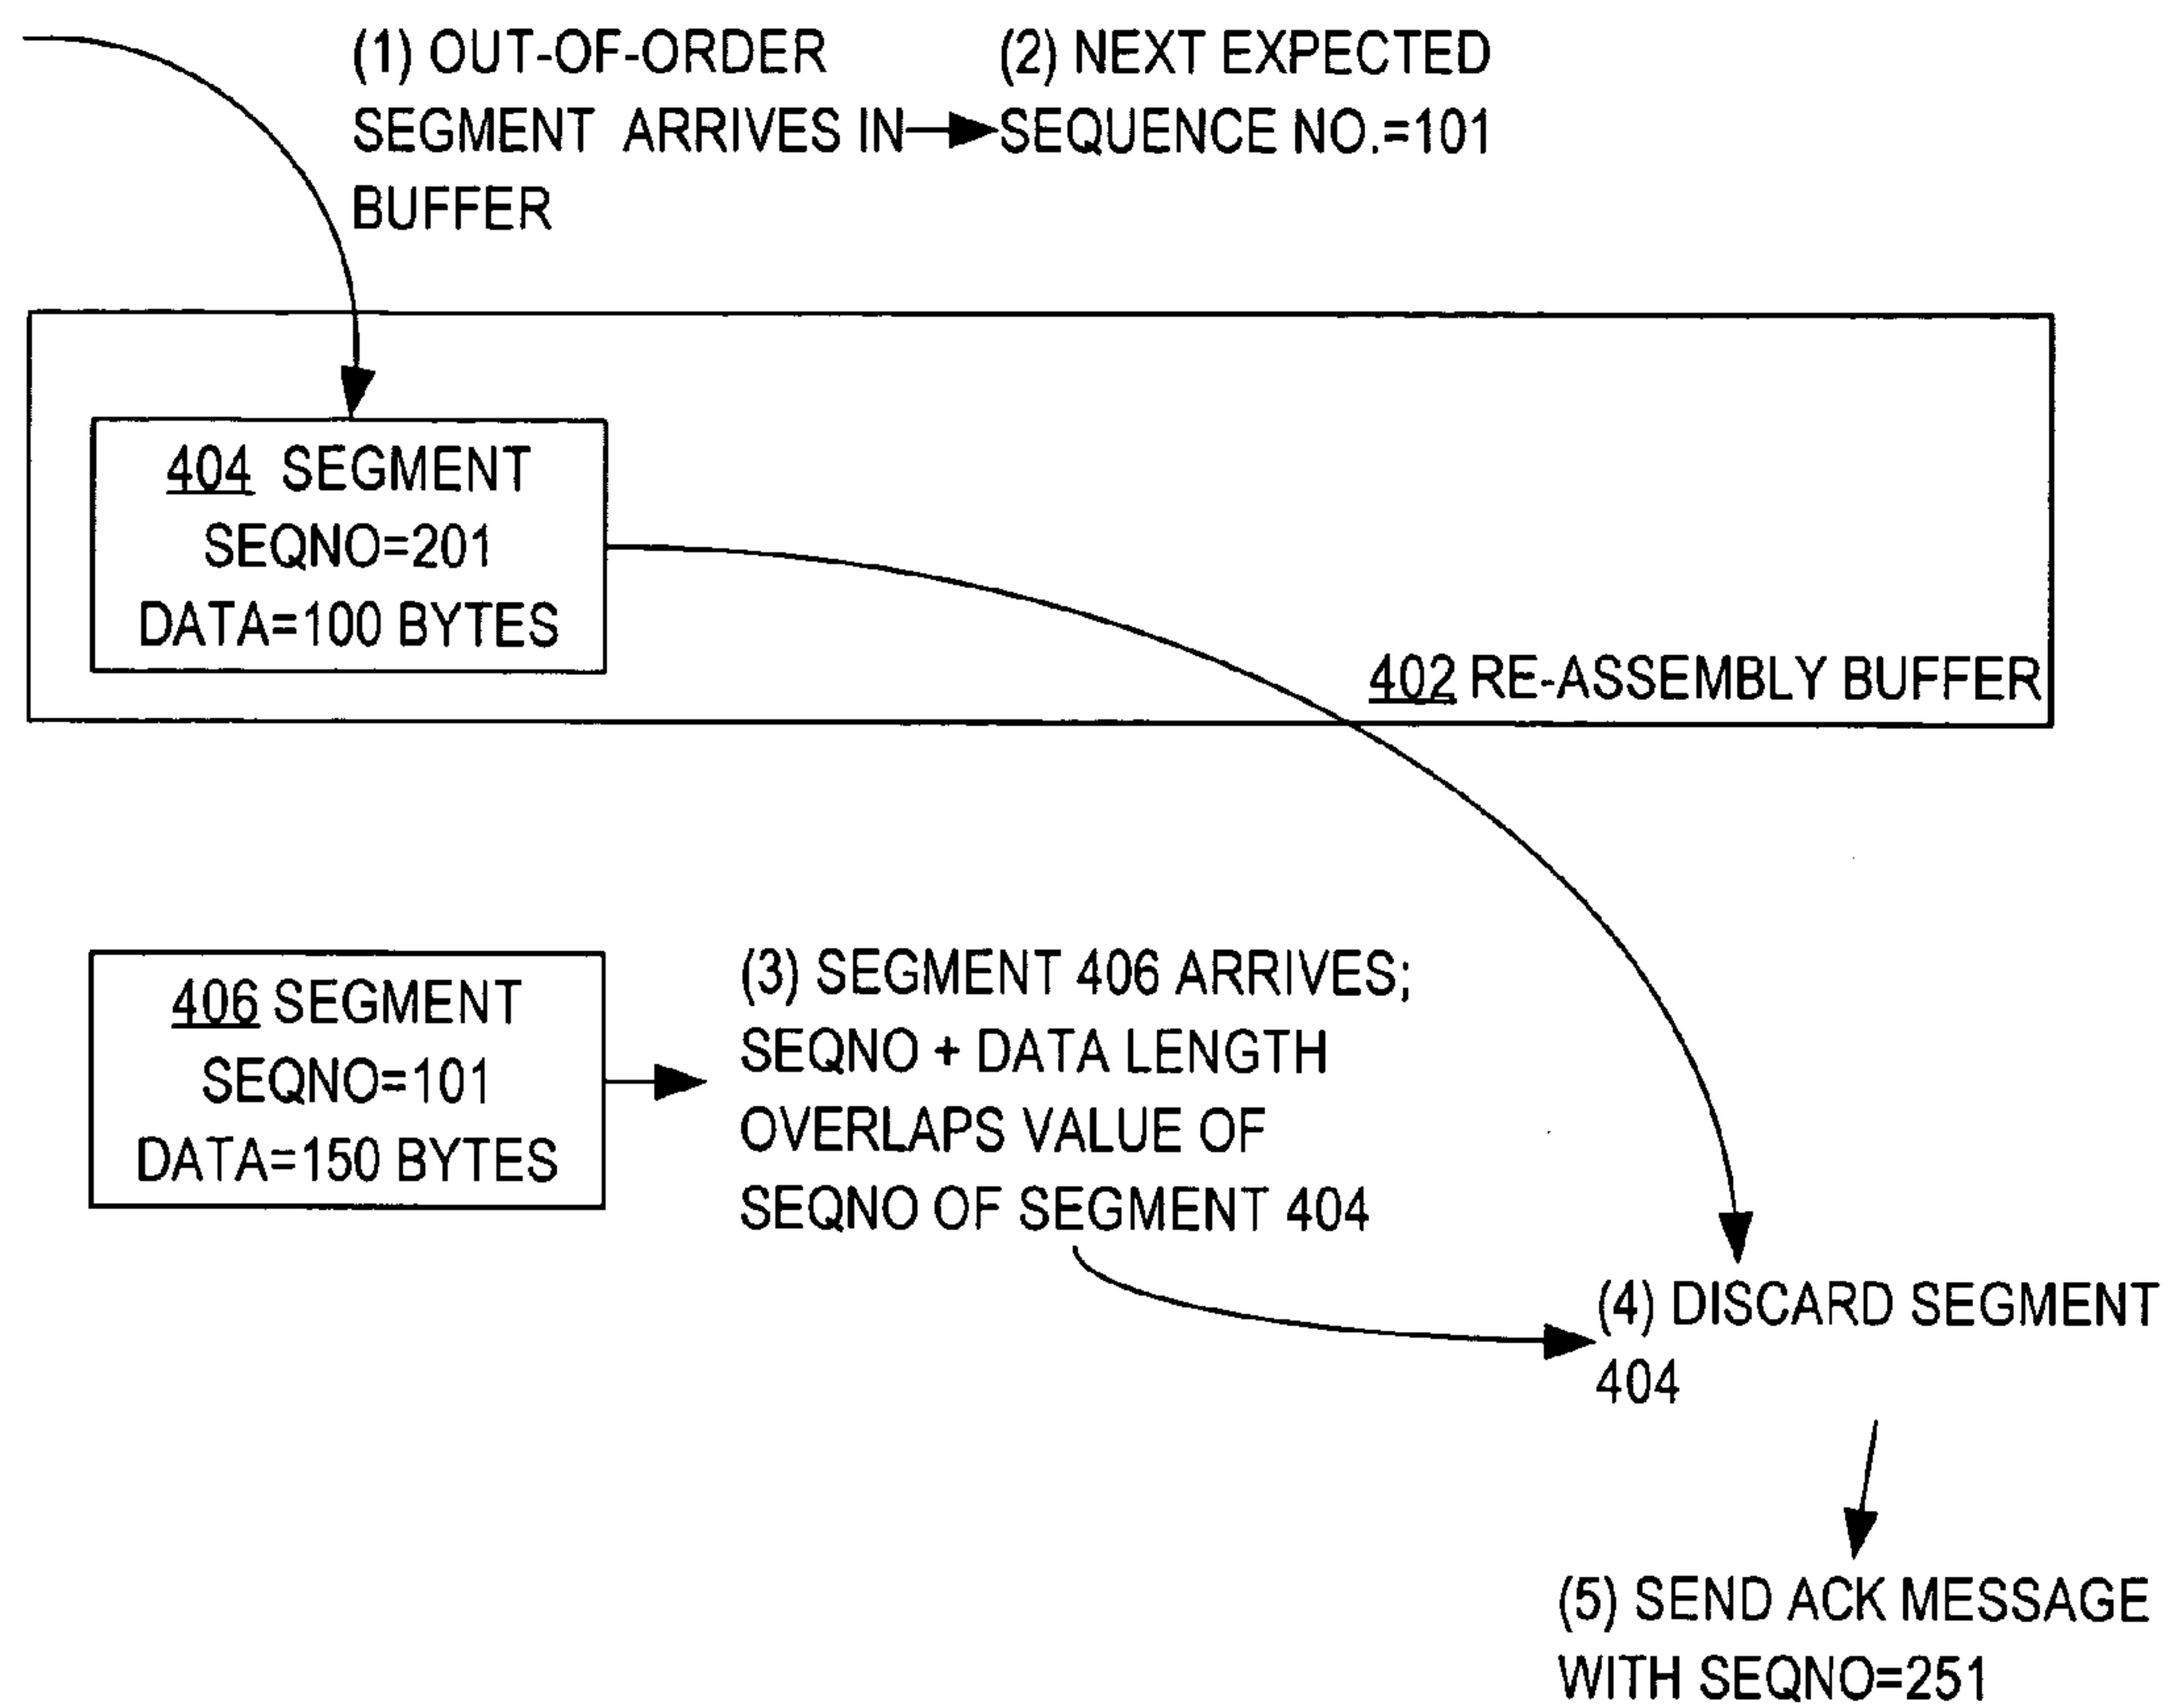 (1) OUT-OF-ORDER
SEGMENT ARRIVES IN
BUFFER
(2) NEXT EXPECTED
SEQUENCE NO.=101
404 SEGMENT
SEQNO=201
DATA=100 BYTES
402 RE-ASSEMBLY BUFFER
406 SEGMENT
SEQNO=101
DATA=150 BYTES
(3) SEGMENT 406 ARRIVES;
SEQNO + DATA LENGTH
OVERLAPS VALUE OF
SEQNO OF SEGMENT 404
(4) DISCARD SEGMENT
404
(5) SEND ACK MESSAGE
WITH SEQNO=251